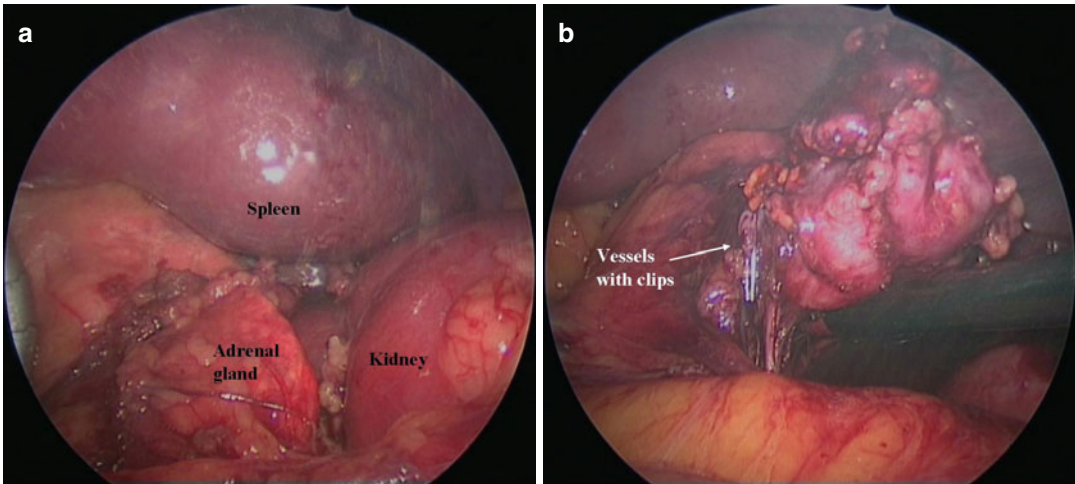 a
Spleen
Adrenal
gland
Kidney
b
Vessels
with clips